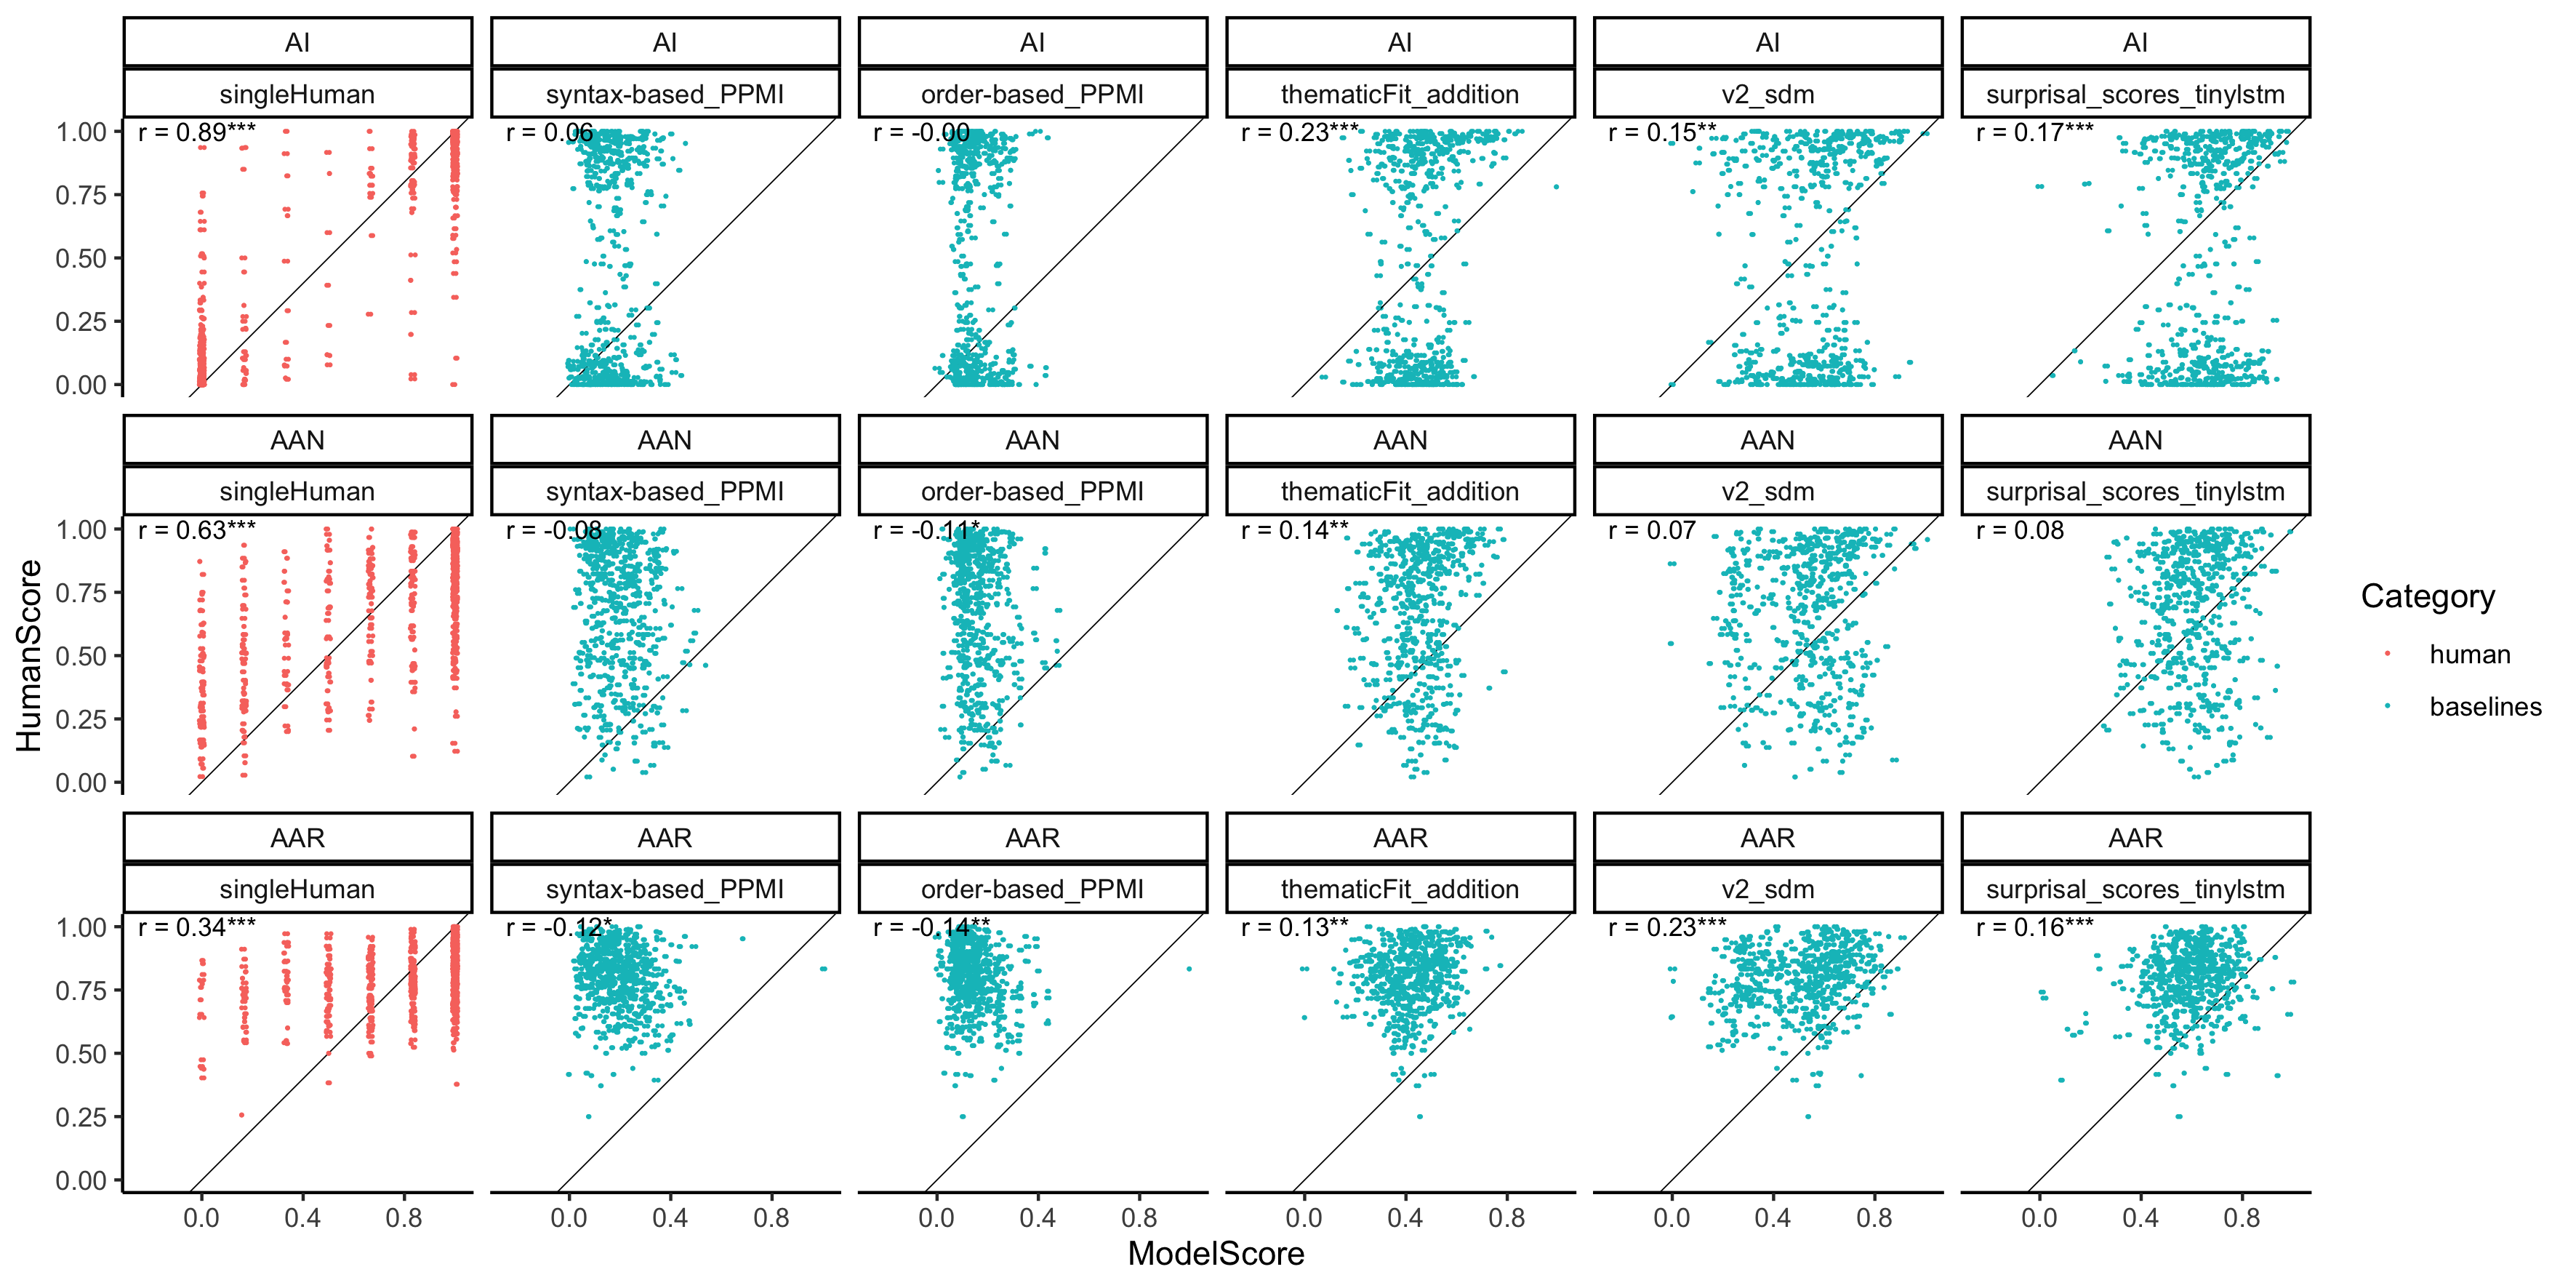 AI AI AI AI AI AI
singleHuman syntax-based_PPMI order-based_PPMI thematicFit_addition v2_sdm surprisal_scores_tinylstm
r = 0.89*** r = 0.06 r = -0.00 r = 0.23*** r = 0.15** r = 0.17***
1.00
0.75
0.50
0.25
0.00
AAN AAN AAN AAN AAN AAN
singleHuman syntax-based_PPMI order-based_PPMI thematicFit_addition v2_sdm surprisal_scores_tinylstm
r = 0.63*** r = -0.08 r = -0.11* r = 0.14** r = 0.07 r = 0.08
1.00
0.75
0.50
0.25
0.00
HumanScore
AAR AAR AAR AAR AAR AAR
singleHuman syntax-based_PPMI order-based_PPMI thematicFit_addition v2_sdm surprisal_scores_tinylstm
r = 0.34*** r = -0.12* r = -0.14** r = 0.13** r = 0.23*** r = 0.16***
1.00
0.75
0.50
0.25
0.00
0.0 0.4 0.8 0.0 0.4 0.8 0.0 0.4 0.8 0.0 0.4 0.8 0.0 0.4 0.8 0.0 0.4 0.8
ModelScore
Category
human
baselines